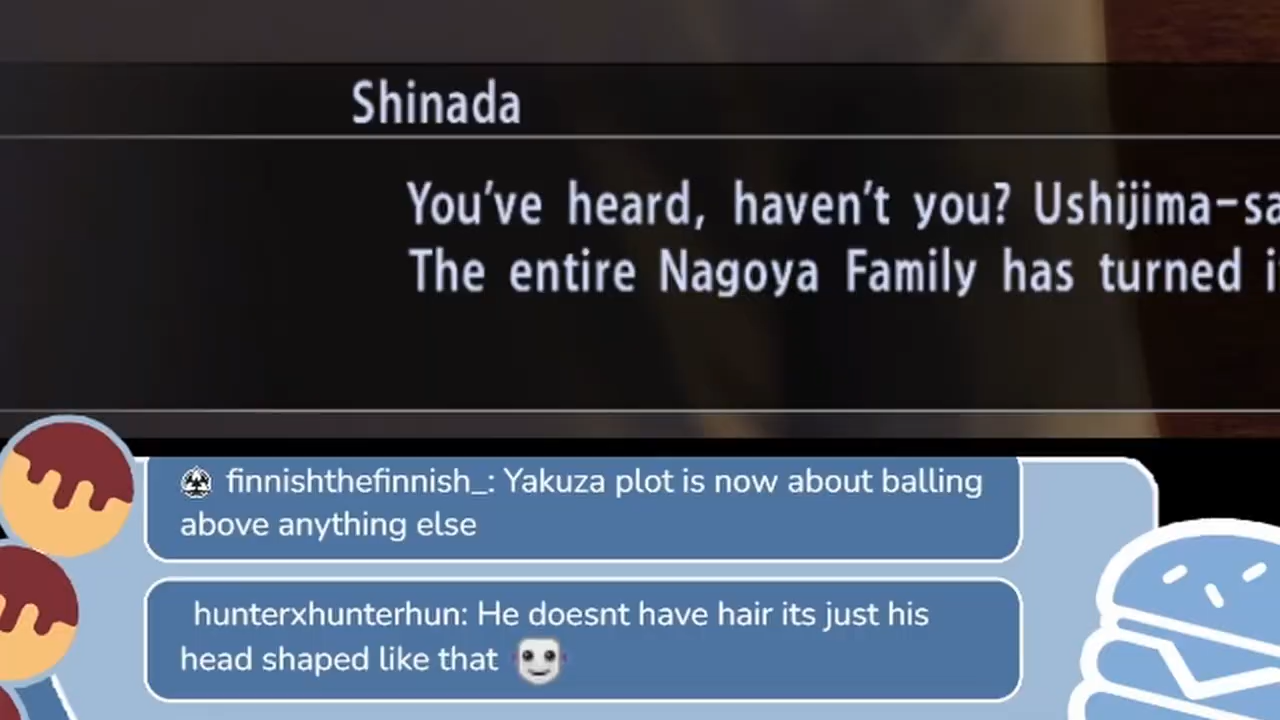 Shinada
You've heard, haven't you? Ushijima-sa
The entire Nagoya Family has turned
finnishthefinnish_: Yakuza plot is now about balling
above anything else
hunterxhunterhun: He doesnt have hair its just his
head shaped like that